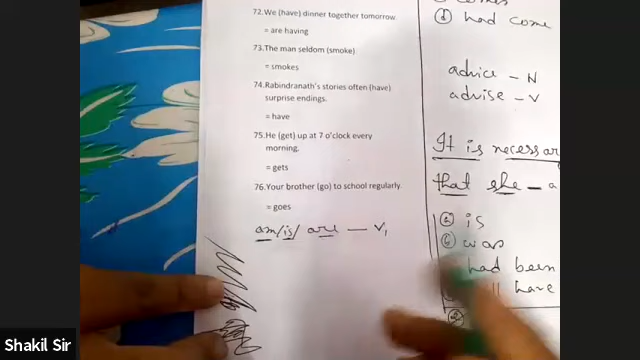 72.We (have) dinner together tomorrow
= are having
73.The man seldom (smoke)
= smokes
74.Rabindranath's stories often (have)
surprise endings.
= have
75.He (get) up at 7 o'clock every
morning.
= gets
76.Your brother (go) to school regularly.
= goes
am/is/ are — V₁
ⓓ had come
advice - N
advise - V
It is necessar
that she - a
ⓐ is
ⓑ was
had been
have
Shakil Sir